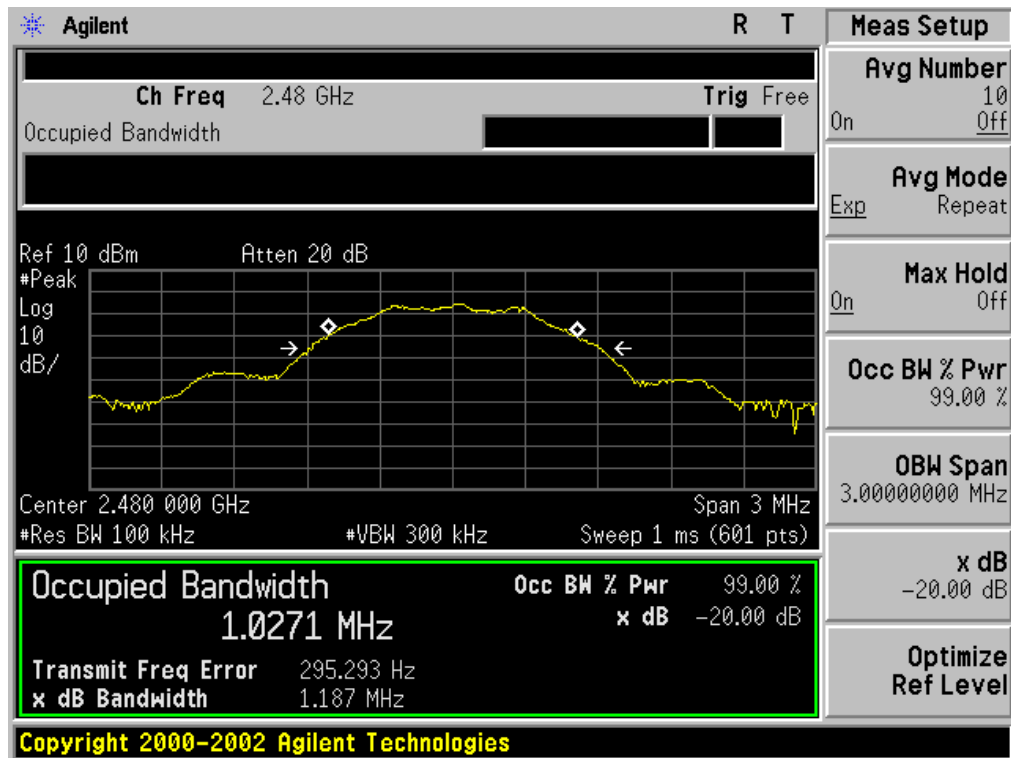 Agilent R T
Ch Freq 2.48 GHz Trig Free
Occupied Bandwidth
Ref 10 dBm Atten 20 dB
#Peak
Log
10
dB/
Center 2.480 000 GHz Span 3 MHz
#Res BW 100 kHz #VBW 300 kHz Sweep 1 ms (601 pts)
Occupied Bandwidth
1.0271 MHz
Occ BW % Pwr 99.00 %
x dB -20.00 dB
Transmit Freq Error 295.293 Hz
x dB Bandwidth 1.187 MHz
Copyright 2000-2002 Agilent Technologies
Meas Setup
Avg Number
10
On Off
Avg Mode
Exp Repeat
Max Hold
On Off
Occ BW % Pwr
99.00 %
OBW Span
3.00000000 MHz
x dB
-20.00 dB
Optimize
Ref Level